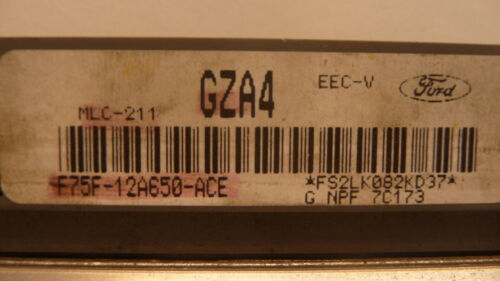 GZA4 EEC-V Ford
MLC-211
F75F-12A650-ACE *FS2LK082KD37*
G NPF 7C173